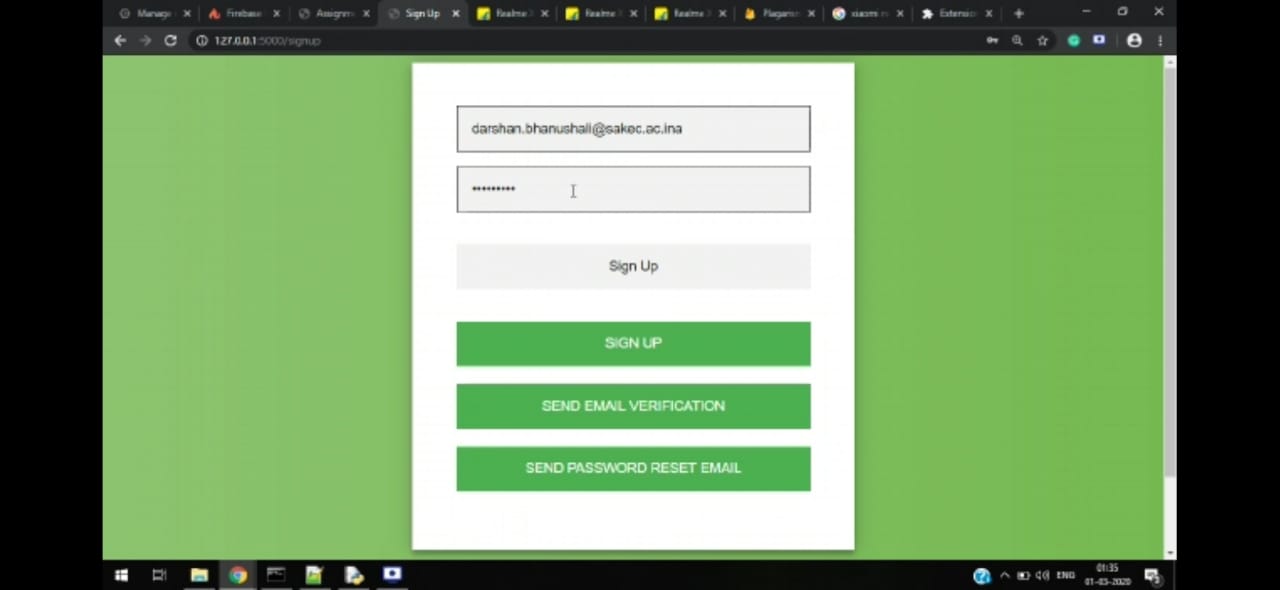 Manage
Firebase
Assignm
Sign Up
Realme
Realme
Realme
Plagaris
xiaomi
Extensio
127.0.0.1:5000/signup
darshan.bhanushali@sakec.ac.ina
•••••••••
Sign Up
SIGN UP
SEND EMAIL VERIFICATION
SEND PASSWORD RESET EMAIL
ENG
01:35
01-03-2020